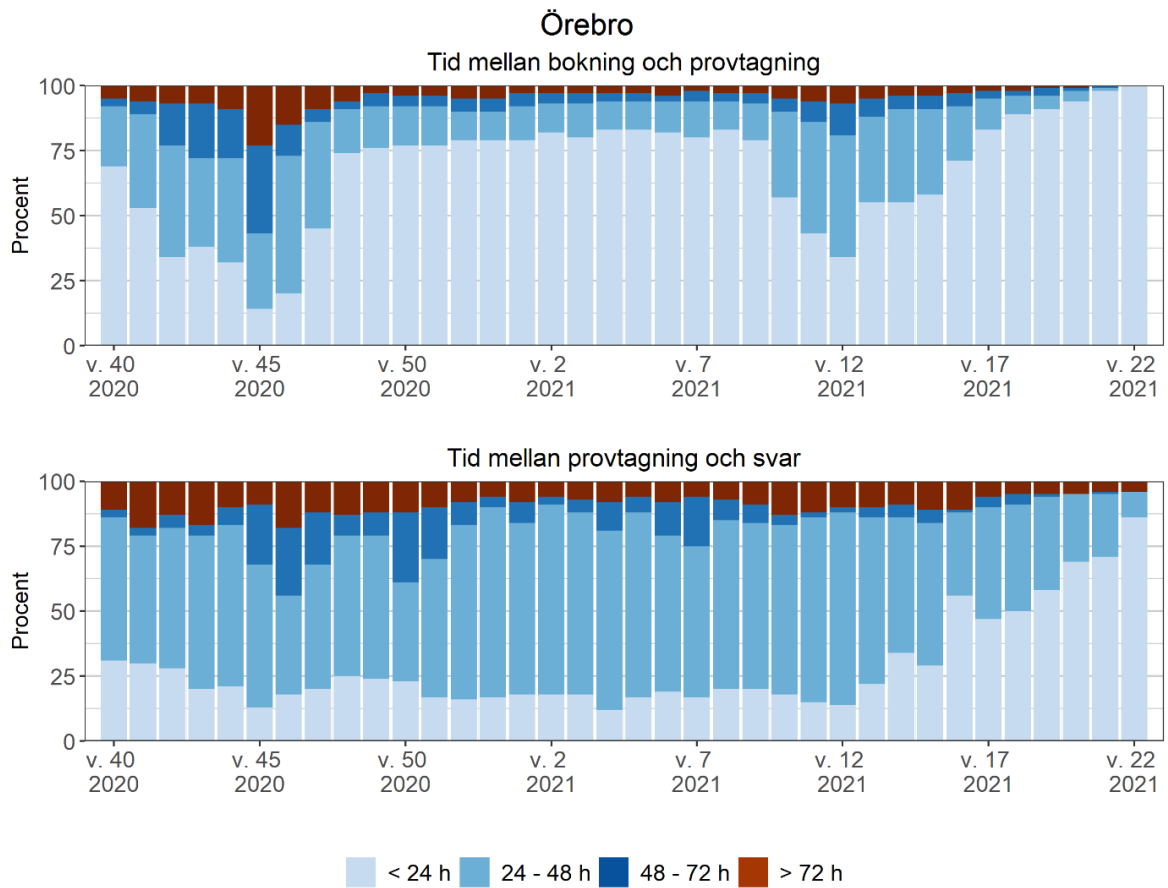 Örebro
Tid mellan bokning och provtagning
Procent
100
75
50
25
0
v. 40 v. 45 v. 50 v. 2 v. 7 v. 12 v. 17 v. 22
2020 2020 2020 2021 2021 2021 2021 2021
Tid mellan provtagning och svar
Procent
100
75
50
25
0
v. 40 v. 45 v. 50 v. 2 v. 7 v. 12 v. 17 v. 22
2020 2020 2020 2021 2021 2021 2021 2021
< 24 h 24 - 48 h 48 - 72 h > 72 h